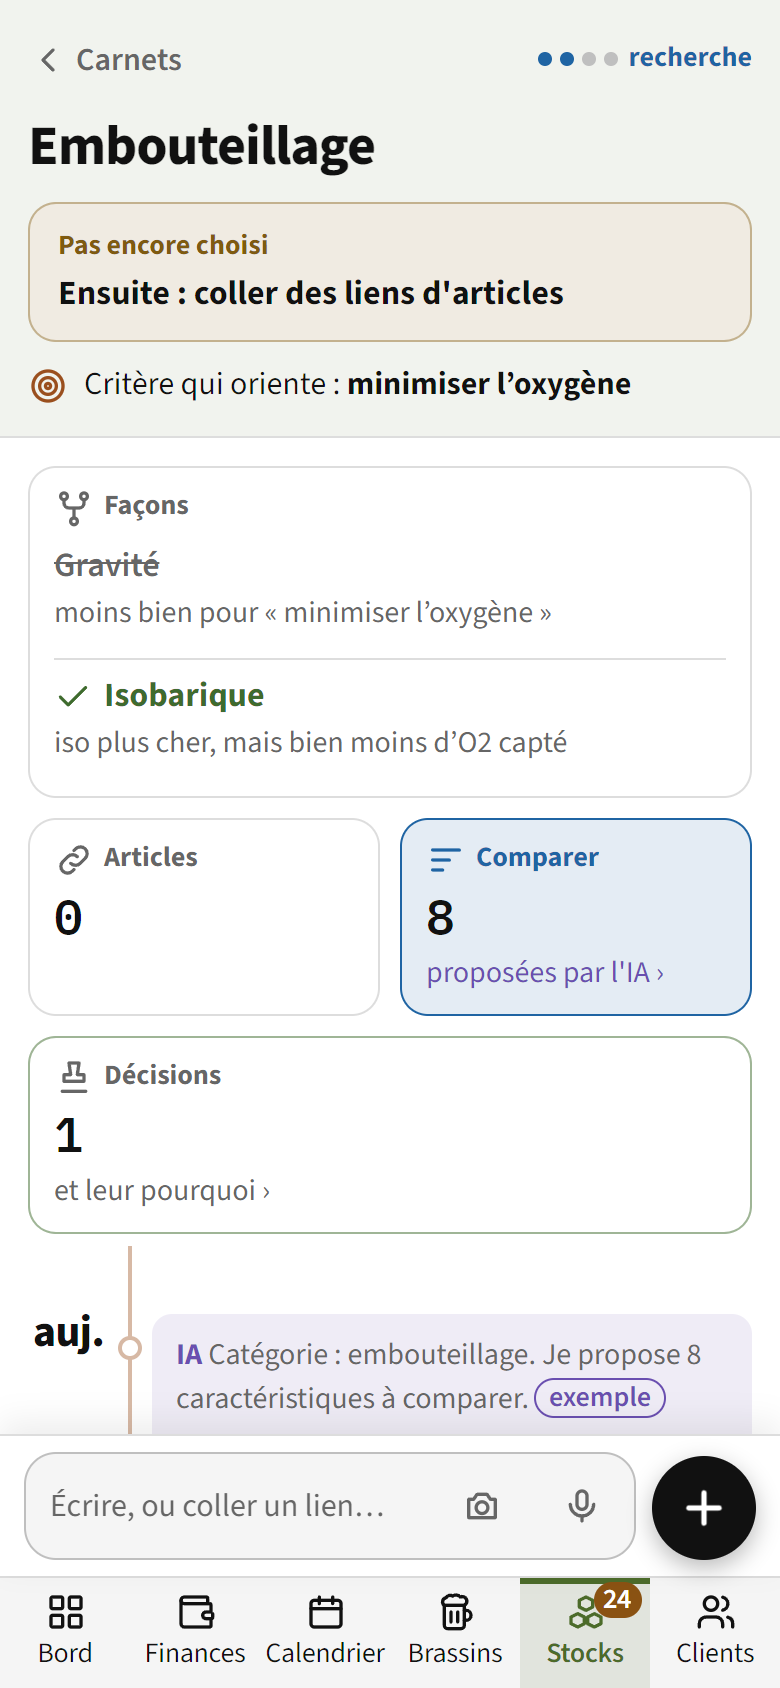 Carnets
recherche
Embouteillage
Pas encore choisi
Ensuite : coller des liens d'articles
Critère qui oriente : minimiser l’oxygène
Façons
Gravité
moins bien pour « minimiser l’oxygène »
Isobarique
iso plus cher, mais bien moins d’O2 capté
Articles
0
Comparer
8
proposées par l'IA ›
Décisions
1
et leur pourquoi ›
auj.
IA Catégorie : embouteillage. Je propose 8
caractéristiques à comparer. exemple
Écrire, ou coller un lien…
24
Bord
Finances
Calendrier
Brassins
Stocks
Clients